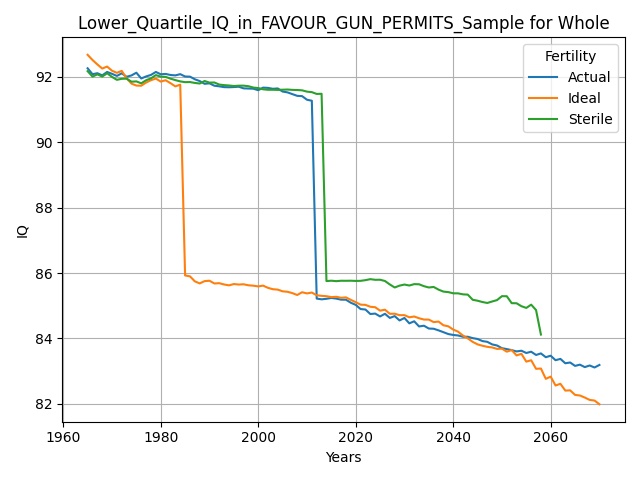 Lower_Quartile_IQ_in_FAVOUR_GUN_PERMITS_Sample for Whole
Fertility
Actual
Ideal
Sterile
92
90
88
86
84
82
IQ
1960
1980
2000
2020
2040
2060
Years